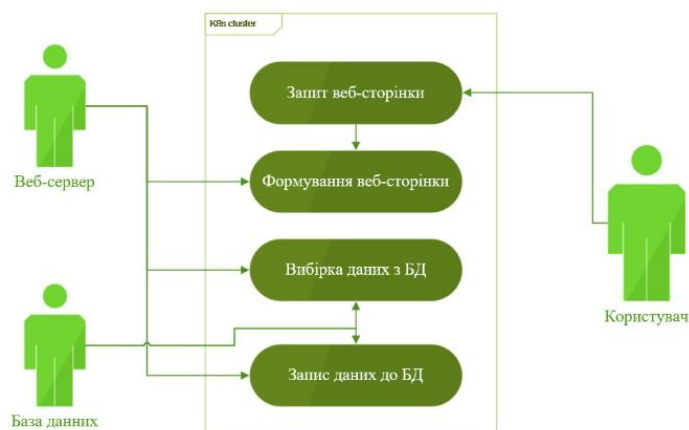 K8s cluster
Запит веб-сторінки
Веб-сервер
Формування веб-сторінки
Вибірка даних з БД
Користувач
Запис даних до БД
База данних